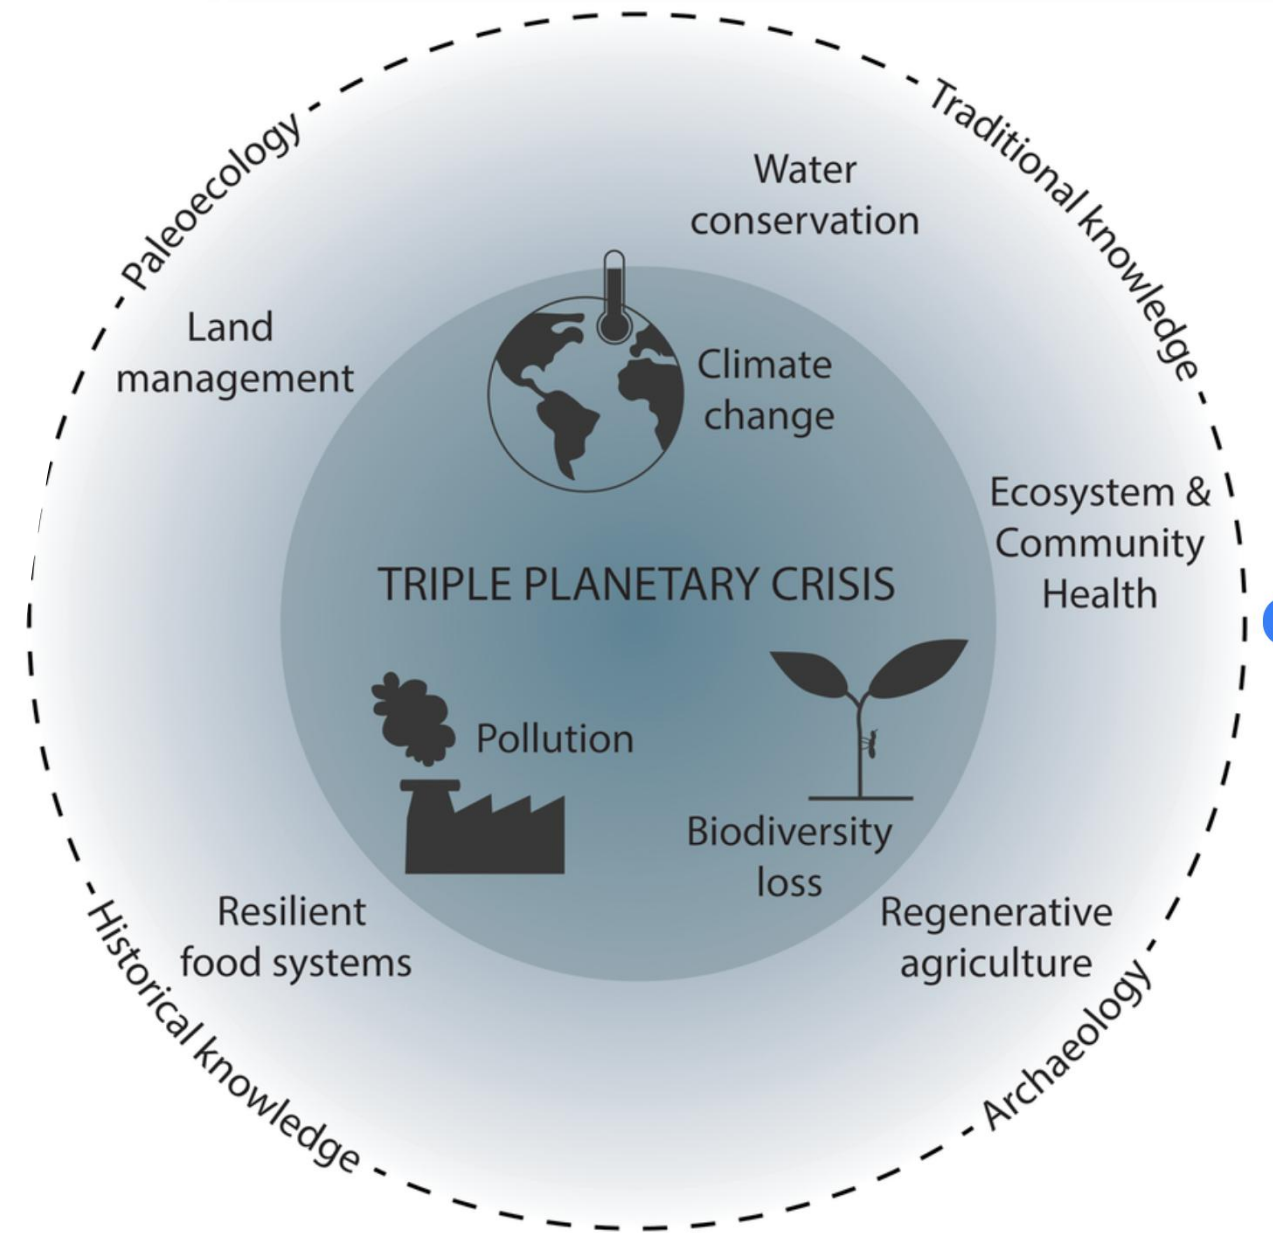 Paleoecology
Traditional knowledge
Water
conservation
Land
management
Climate
change
Ecosystem &
Community
Health
TRIPLE PLANETARY CRISIS
Pollution
Biodiversity
loss
Resilient
food systems
Regenerative
agriculture
Historical knowledge
Archaeology